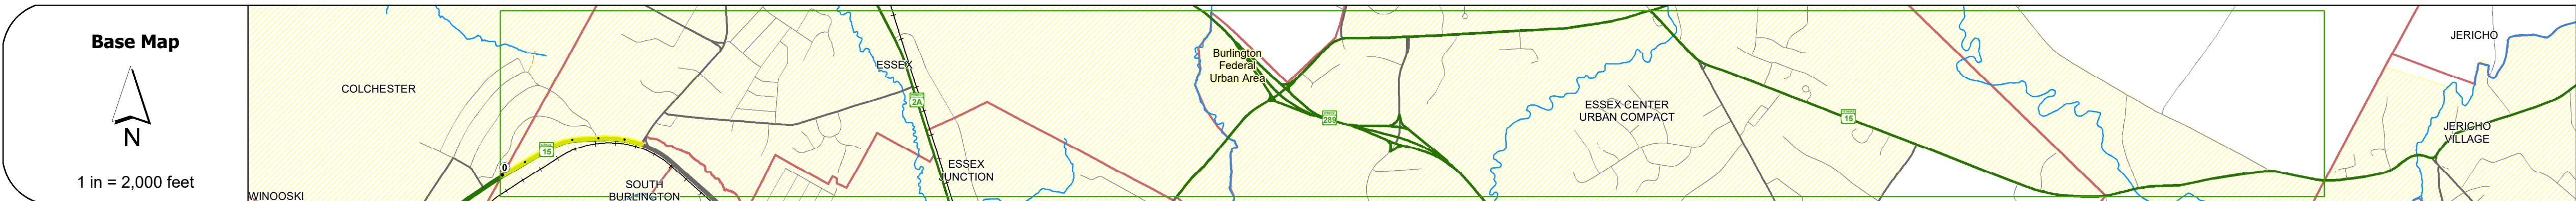 Base Map
N
1 in = 2,000 feet
COLCHESTER
WINOOSKI
0
15
SOUTH
BURLINGTON
ESSEX
2A
ESSEX
JUNCTION
Burlington
Federal
Urban Area
289
ESSEX CENTER
URBAN COMPACT
15
JERICHO
JERICHO
VILLAGE